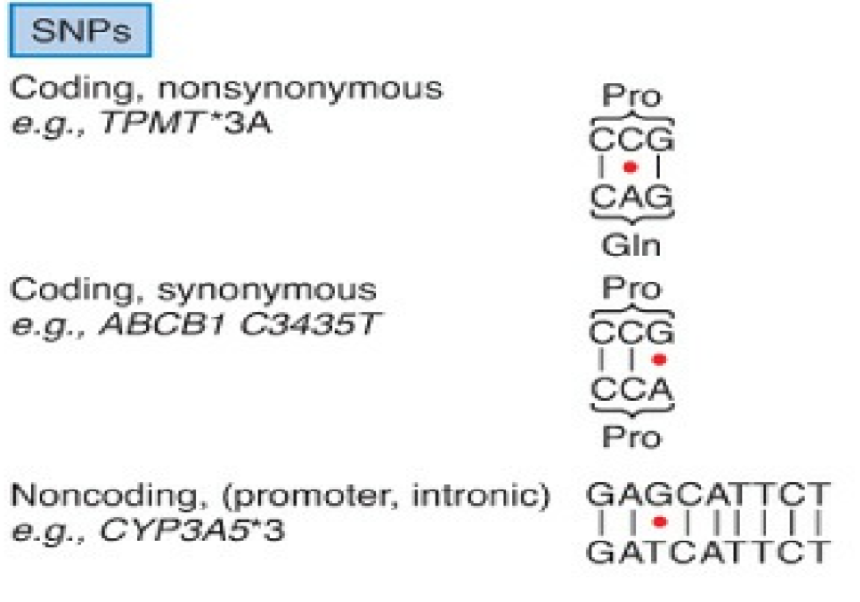 SNPs
Coding, nonsynonymous
e.g., TPMT*3A
Pro
CCG
CAG
Gln
Coding, synonymous
e.g., ABCB1 C3435T
Pro
CCG
CCA
Pro
Noncoding, (promoter, intronic)
e.g., CYP3A5*3
GAGCATTCT
GATCATTCT